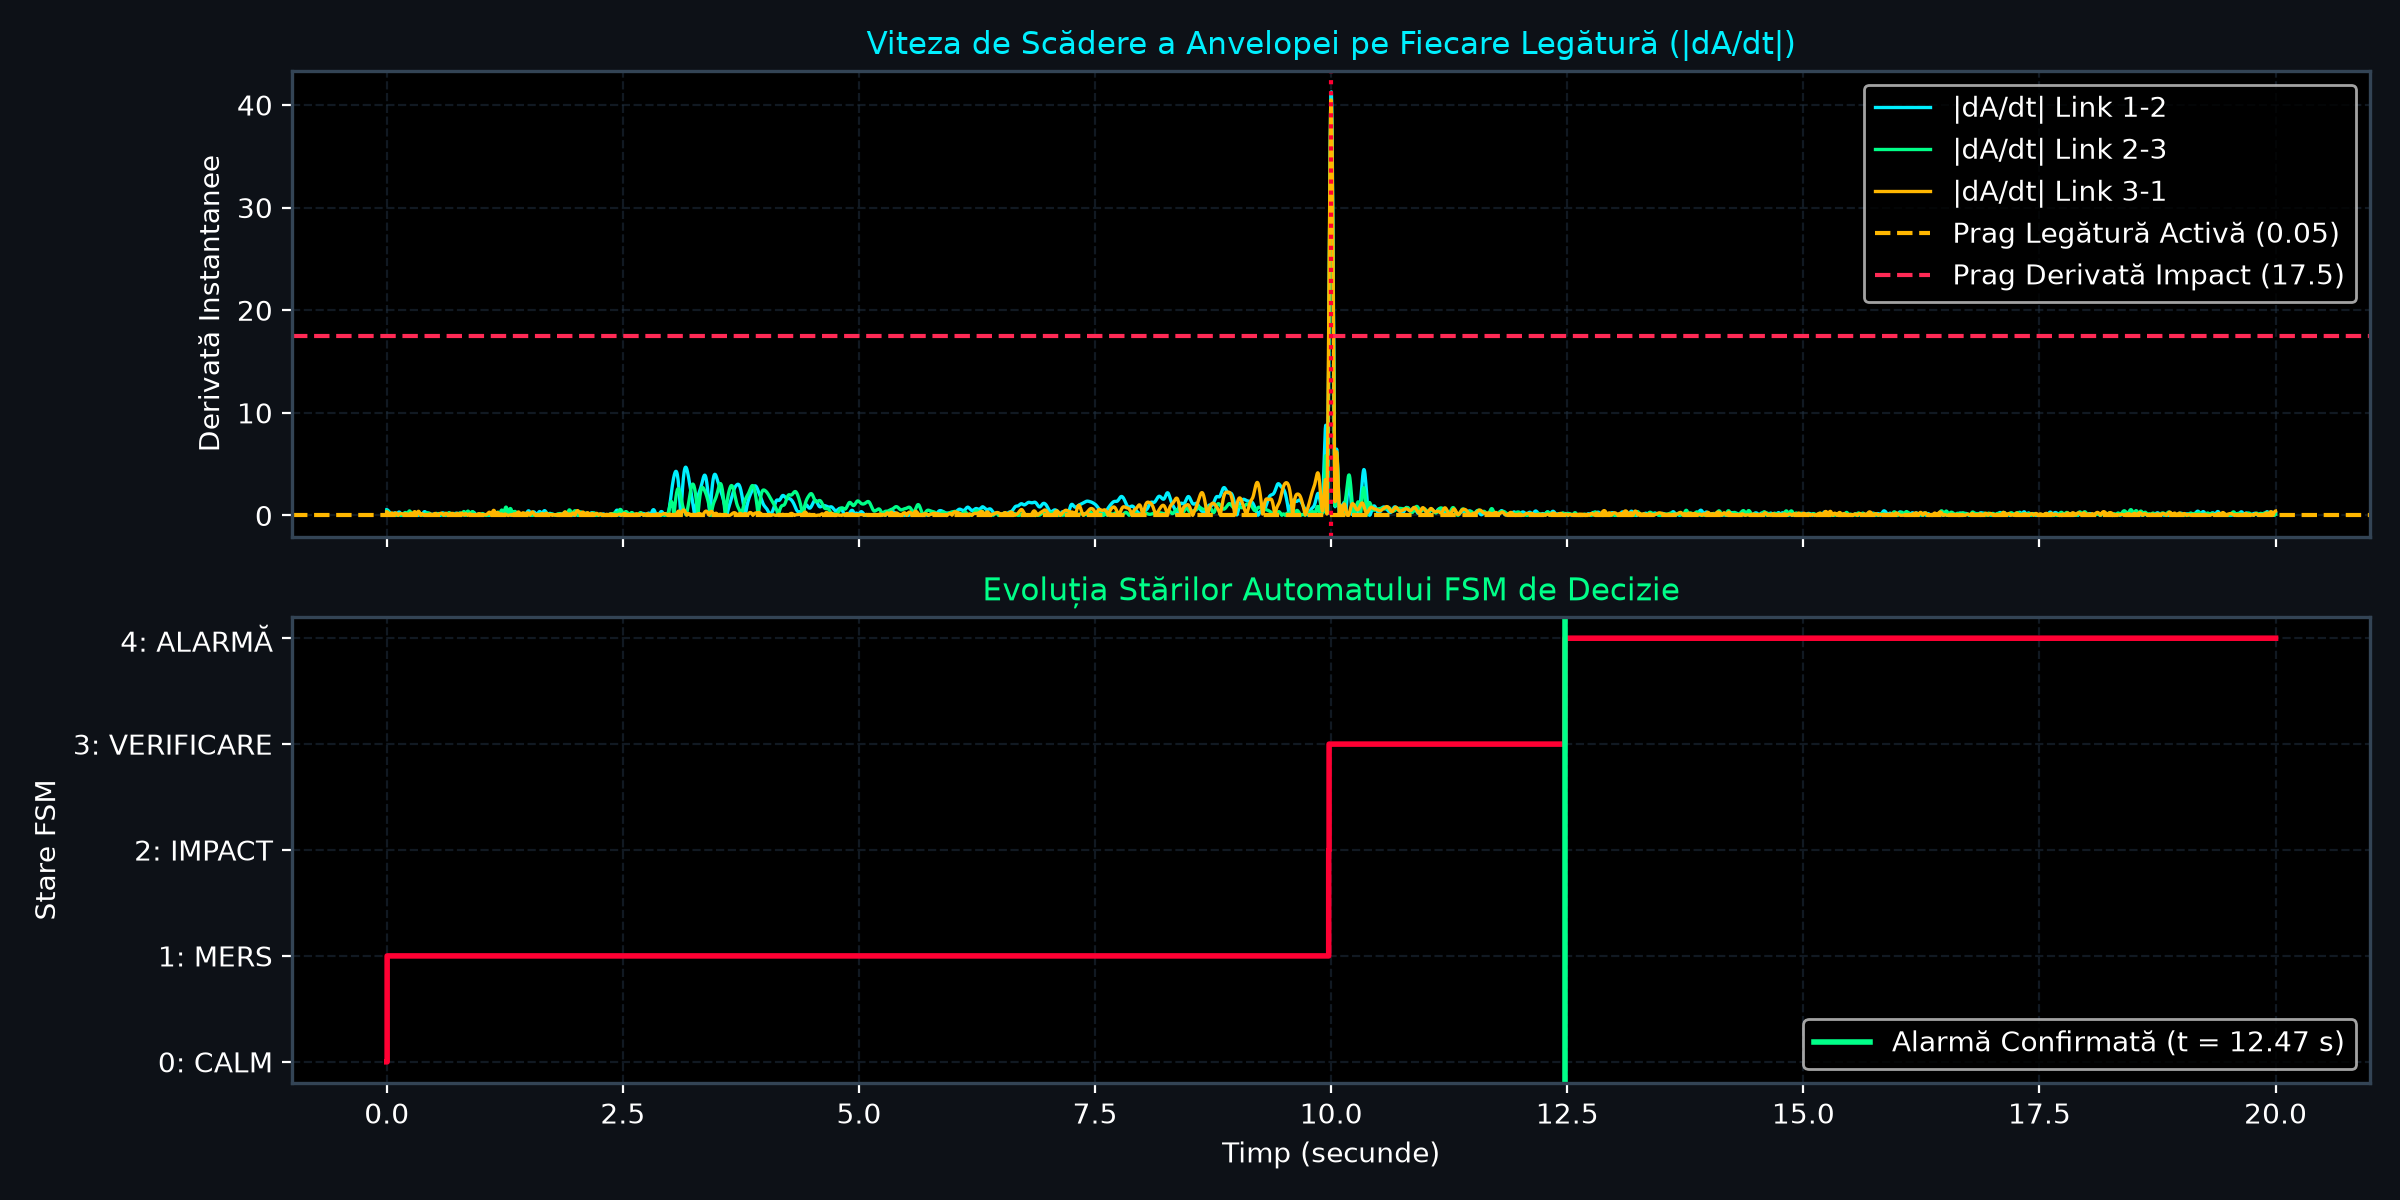 Viteza de Scădere a Anvelopei pe Fiecare Legătură (|dA/dt|)
Derivată Instantanee
40
30
20
10
0
|dA/dt| Link 1-2
|dA/dt| Link 2-3
|dA/dt| Link 3-1
Prag Legătură Activă (0.05)
Prag Derivată Impact (17.5)
Evoluția Stărilor Automatului FSM de Decizie
Stare FSM
4: ALARMĂ
3: VERIFICARE
2: IMPACT
1: MERS
0: CALM
Alarmă Confirmată (t = 12.47 s)
0.0 2.5 5.0 7.5 10.0 12.5 15.0 17.5 20.0
Timp (secunde)